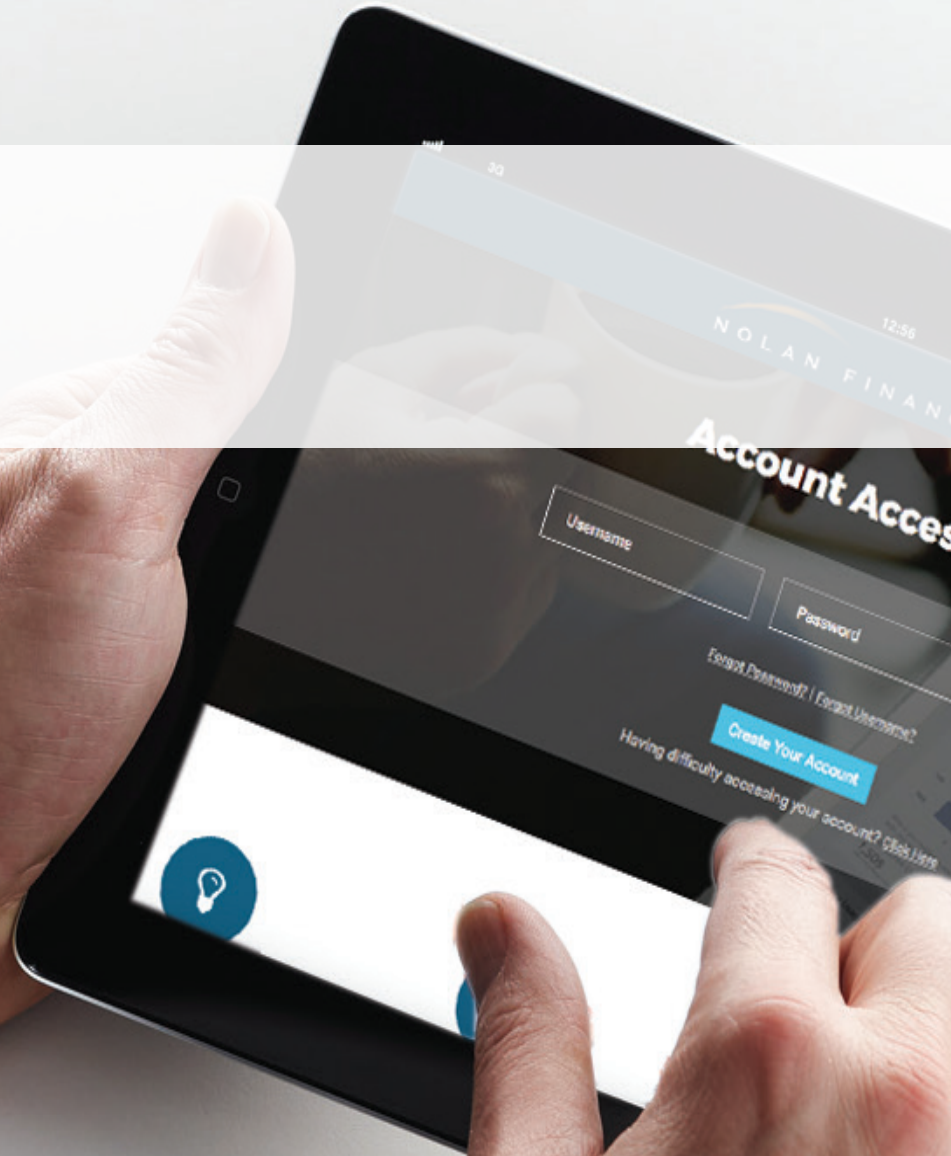 3G
12:56
NOLAN FINAN
Account Acces
Username
Password
Forgot Password? | Forgot Username?
Create Your Account
Having difficulty accessing your account? Click Here